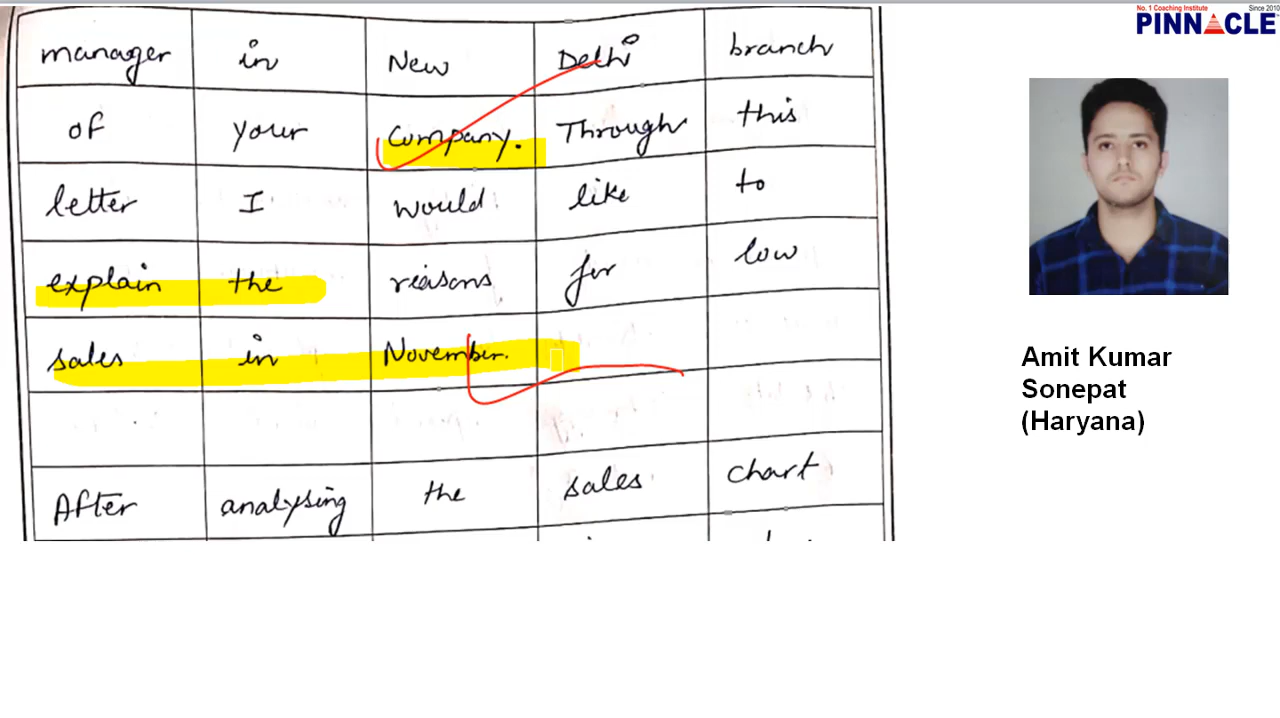 No. 1 Coaching Institute Since 2010
PINNACLE
manager in New Delhi branch
of your company. Through this
letter I would like to
explain the reasons for low
sales in November.
After analysing the sales chart
Amit Kumar
Sonepat
(Haryana)